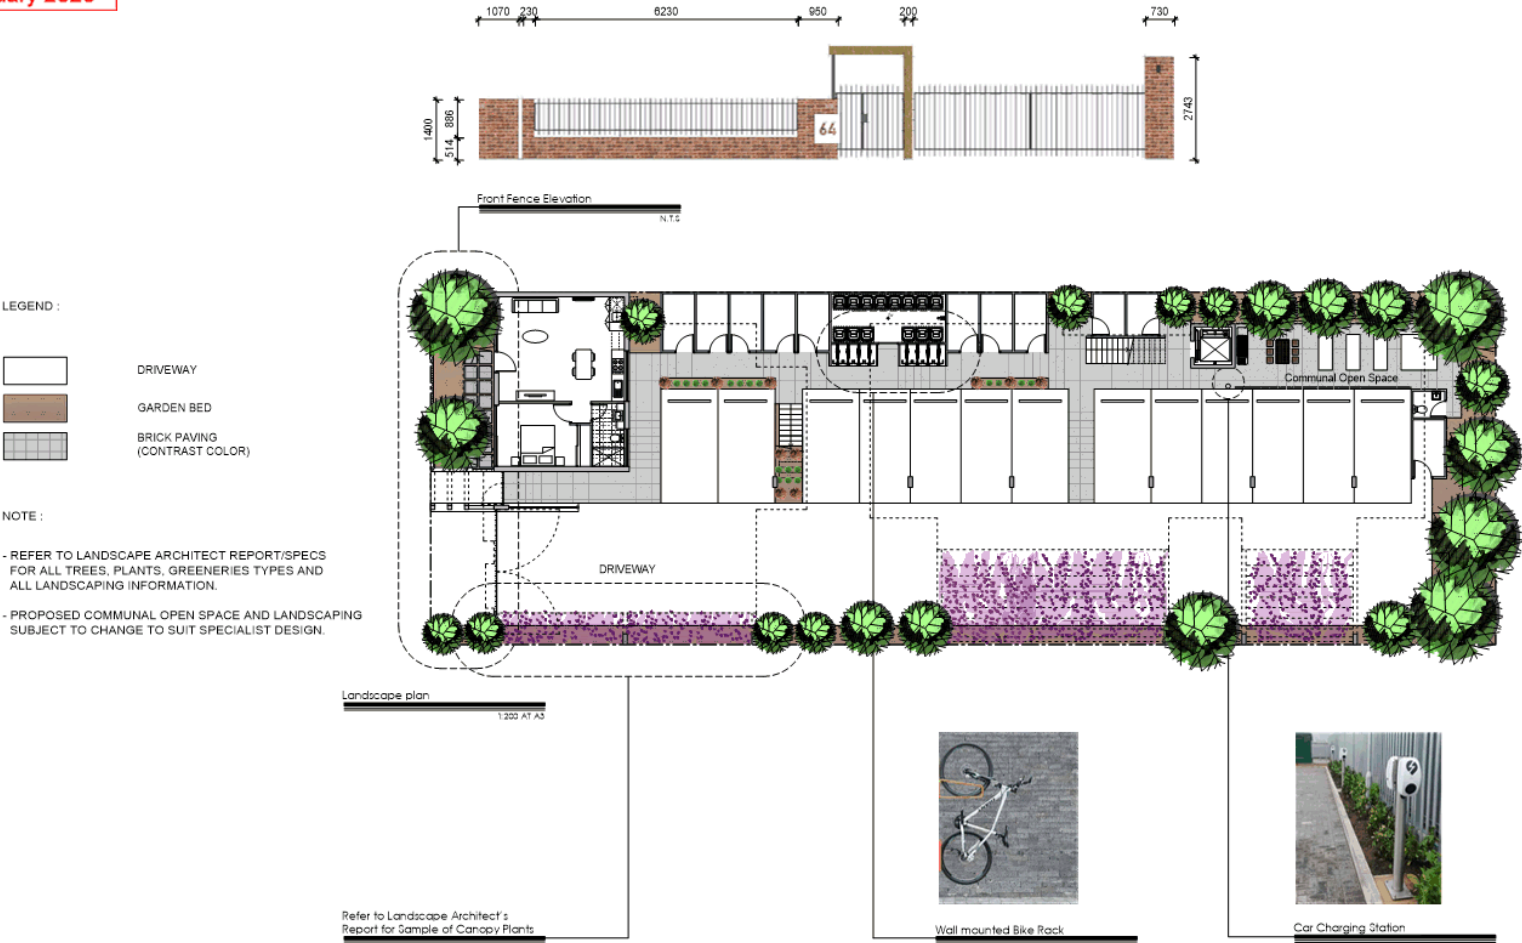 1070
230
6230
950
200
730
1400
886
514
64
2743
Front Fence Elevation
N.T.S
LEGEND :
DRIVEWAY
GARDEN BED
BRICK PAVING
(CONTRAST COLOR)
NOTE :
- REFER TO LANDSCAPE ARCHITECT REPORT/SPECS
FOR ALL TREES, PLANTS, GREENERIES TYPES AND
ALL LANDSCAPING INFORMATION.
- PROPOSED COMMUNAL OPEN SPACE AND LANDSCAPING
SUBJECT TO CHANGE TO SUIT SPECIALIST DESIGN.
Communal Open Space
DRIVEWAY
Landscape plan
1:200 AT A3
Refer to Landscape Architect's
Report for Sample of Canopy Plants
Wall mounted Bike Rack
Car Charging Station